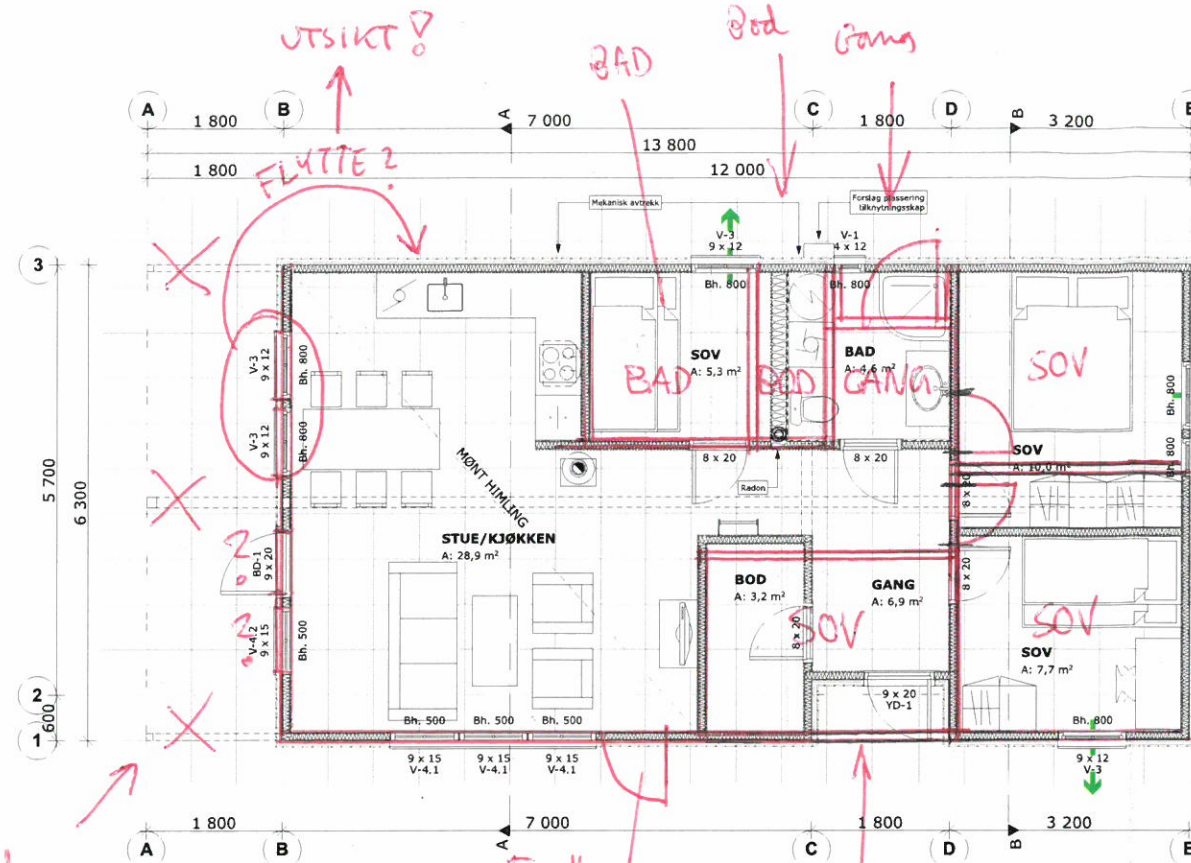 UTSIKT!
BAD
Bod
Gang
A
B
A
C
D
B
E
1 800
7 000
1 800
3 200
13 800
1 800
12 000
FLYTTE?
Mekanisk avtrekk
Forslag plassering
tilknytningsskap
V-3
9 x 12
V-1
4 x 12
3
Bh. 800
Bh. 800
V-3
9 x 12
Bh. 800
SOV
A: 5,3 m²
BAD
BOD
BAD
A: 4,6 m²
GANG
SOV
Bh. 800
V-3
9 x 12
Bh. 800
8 x 20
8 x 20
Radon
SOV
A: 10,0 m²
Bh. 800
8 x 20
5 700
6 300
MØNT HIMLING
STUE/KJØKKEN
A: 28,9 m²
?
BD-1
9 x 20
?
V-4.2
9 x 15
Bh. 500
BOD
A: 3,2 m²
8 x 20
GANG
A: 6,9 m²
SOV
8 x 20
SOV
SOV
A: 7,7 m²
2
600
1
9 x 20
YD-1
Bh. 500
Bh. 500
Bh. 500
Bh. 800
9 x 15
V-4.1
9 x 15
V-4.1
9 x 15
V-4.1
9 x 12
V-3
1 800
7 000
1 800
3 200
A
B
A
C
D
B
E